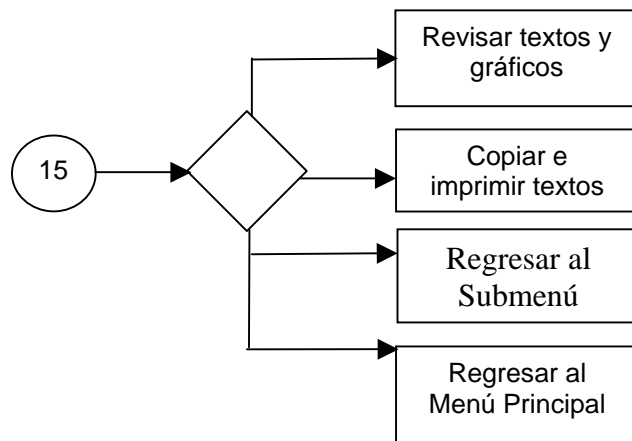 Revisar textos y
gráficos
15
Copiar e
imprimir textos
Regresar al
Submenú
Regresar al
Menú Principal